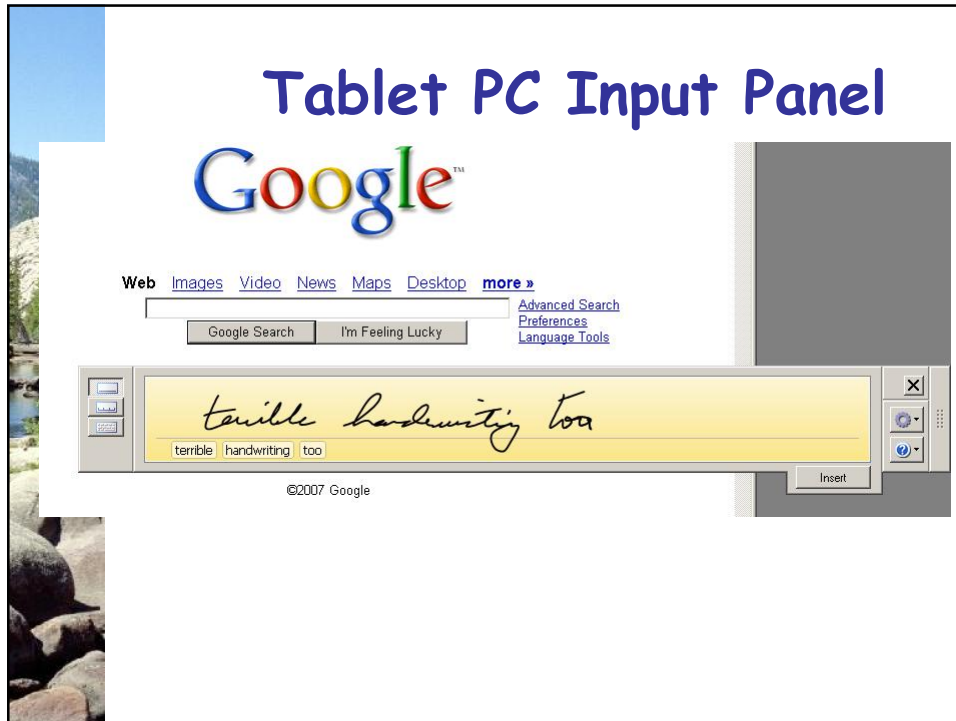 Tablet PC Input Panel
Google™
Web Images Video News Maps Desktop more »
Advanced Search
Google Search I'm Feeling Lucky Preferences
Language Tools
terrible handwriting too
terrible handwriting too
Insert
©2007 Google